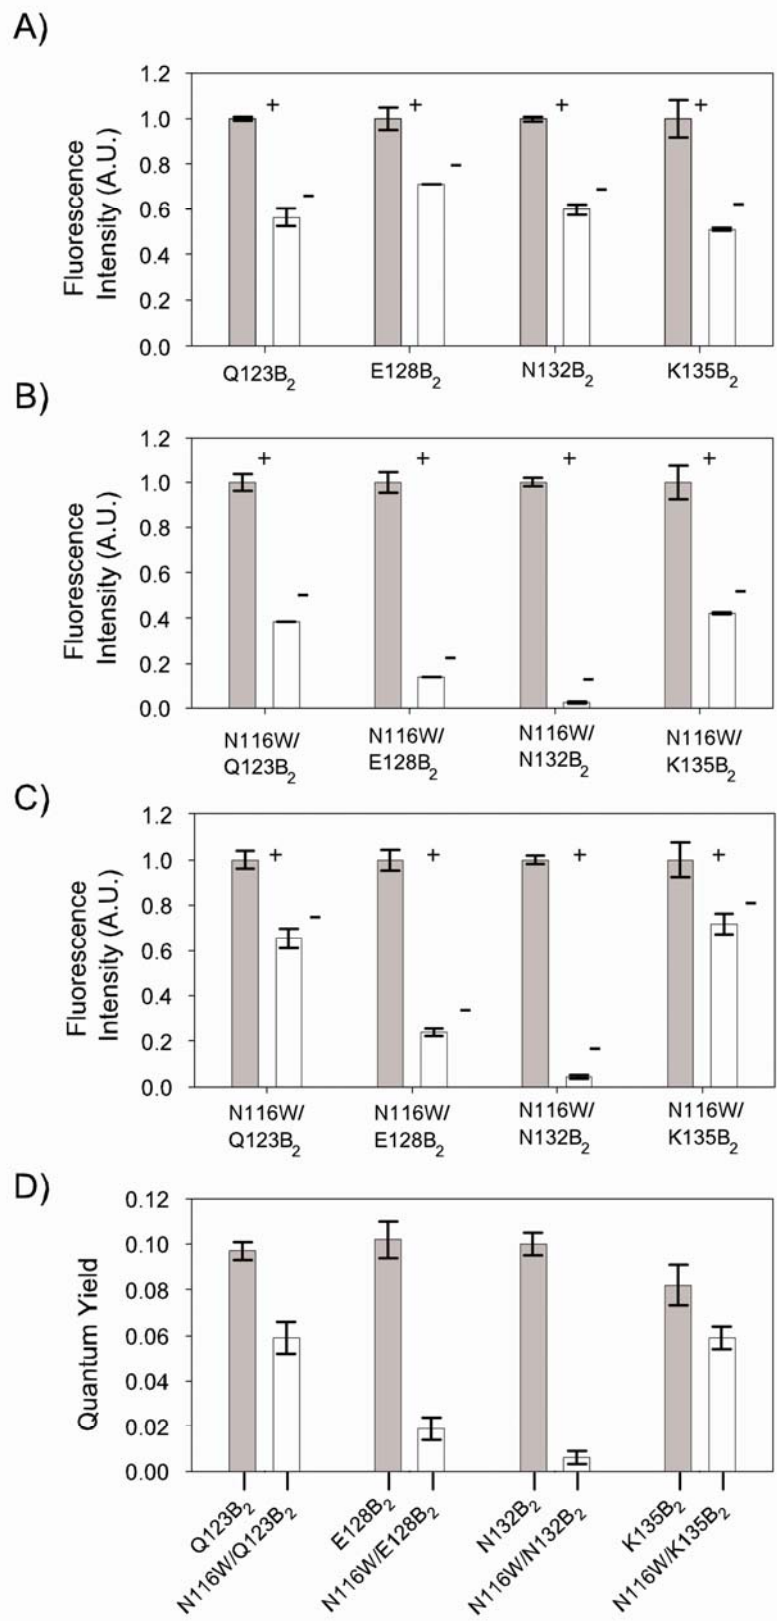 A)
Fluorescence
Intensity (A.U.)
1.2
1.0
0.8
0.6
0.4
0.2
0.0
+
-
+
-
+
-
+
-
Q123B₂
E128B₂
N132B₂
K135B₂
B)
Fluorescence
Intensity (A.U.)
1.2
1.0
0.8
0.6
0.4
0.2
0.0
+
-
+
-
+
-
+
-
N116W/
Q123B₂
N116W/
E128B₂
N116W/
N132B₂
N116W/
K135B₂
C)
Fluorescence
Intensity (A.U.)
1.2
1.0
0.8
0.6
0.4
0.2
0.0
+
-
+
-
+
-
+
-
N116W/
Q123B₂
N116W/
E128B₂
N116W/
N132B₂
N116W/
K135B₂
D)
Quantum Yield
0.12
0.10
0.08
0.06
0.04
0.02
0.00
Q123B₂
N116W/Q123B₂
E128B₂
N116W/E128B₂
N132B₂
N116W/N132B₂
K135B₂
N116W/K135B₂